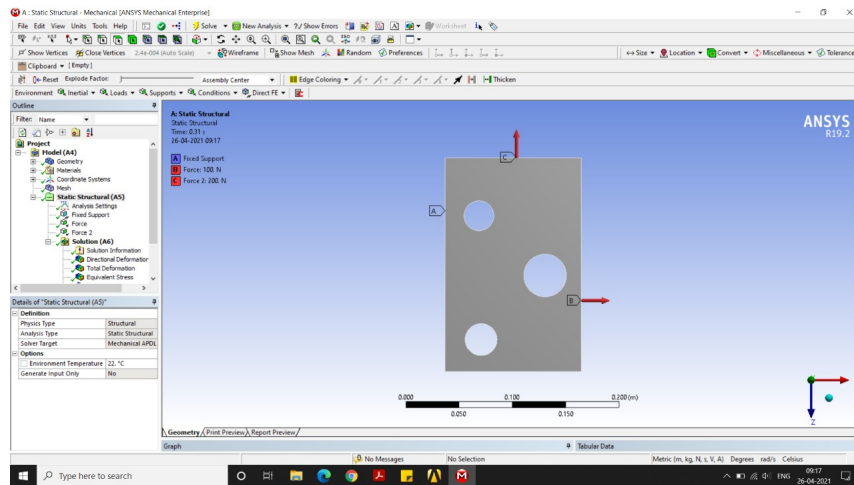 A : Static Structural - Mechanical [ANSYS Mechanical Enterprise]
File Edit View Units Tools Help Solve New Analysis ?/ Show Errors Worksheet
Show Vertices Close Vertices 2.4e-004 (Auto Scale) Wireframe Show Mesh Random Preferences Size Location Convert Miscellaneous Tolerance
Clipboard [Empty]
Reset Explode Factor: Assembly Center Edge Coloring Thicken
Environment Inertial Loads Supports Conditions Direct FE
Outline
Filter: Name
Project
Model (A4)
Geometry
Materials
Coordinate Systems
Mesh
Static Structural (A5)
Analysis Settings
Fixed Support
Force
Force 2
Solution (A6)
Solution Information
Directional Deformation
Total Deformation
Equivalent Stress
Details of "Static Structural (A5)"
Definition
Physics Type Structural
Analysis Type Static Structural
Solver Target Mechanical APDL
Options
Environment Temperature 22. °C
Generate Input Only No
A: Static Structural
Static Structural
Time: 0.31 s
26-04-2021 09:17
A Fixed Support
B Force: 100. N
C Force 2: 200. N
ANSYS
R19.2
C
A
B
0.000 0.100 0.200 (m)
0.050 0.150
Z
Geometry Print Preview Report Preview
Graph Tabular Data
No Messages No Selection Metric (m, kg, N, s, V, A) Degrees rad/s Celsius
Type here to search
ENG 09:17
26-04-2021